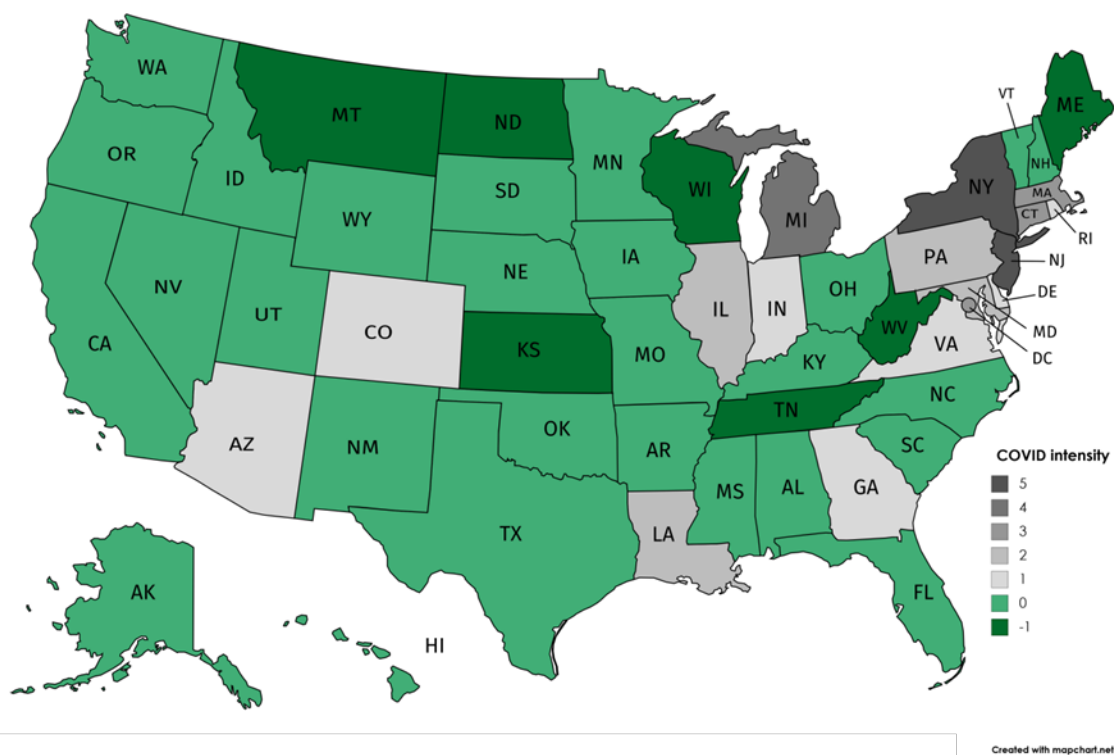 WA
MT
ND
MN
OR
ID
SD
WI
WY
MI
VT
ME
NH
NY
MA
CT
RI
NE
IA
PA
NJ
NV
UT
CO
IL
IN
OH
DE
CA
KS
MO
WV
VA
MD
DC
KY
TN
NC
AZ
NM
OK
AR
SC
MS
AL
GA
TX
LA
FL
AK
HI
COVID intensity
5
4
3
2
1
0
-1
Created with mapchart.net